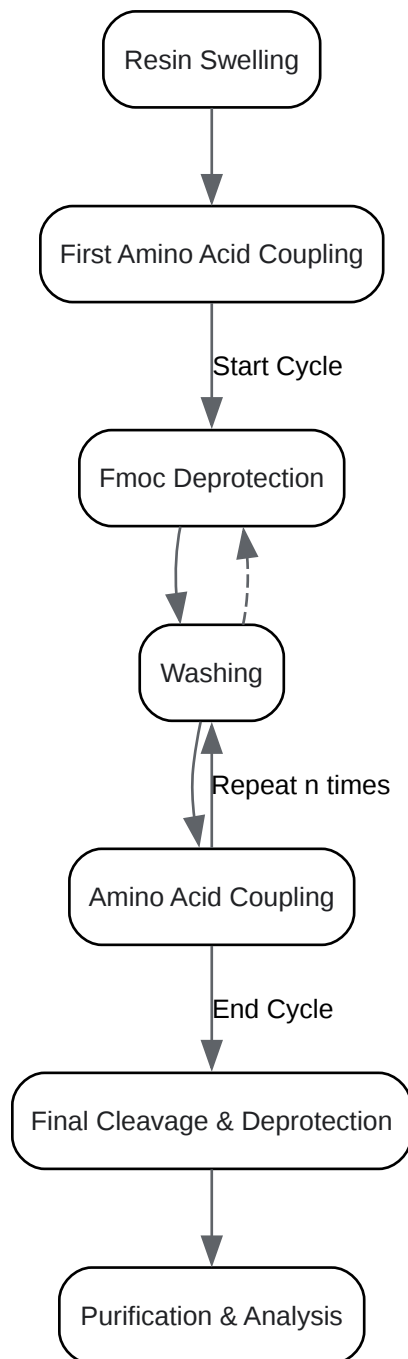 Resin Swelling
First Amino Acid Coupling
Start Cycle
Fmoc Deprotection
Washing
Repeat n times
Amino Acid Coupling
End Cycle
Final Cleavage & Deprotection
Purification & Analysis